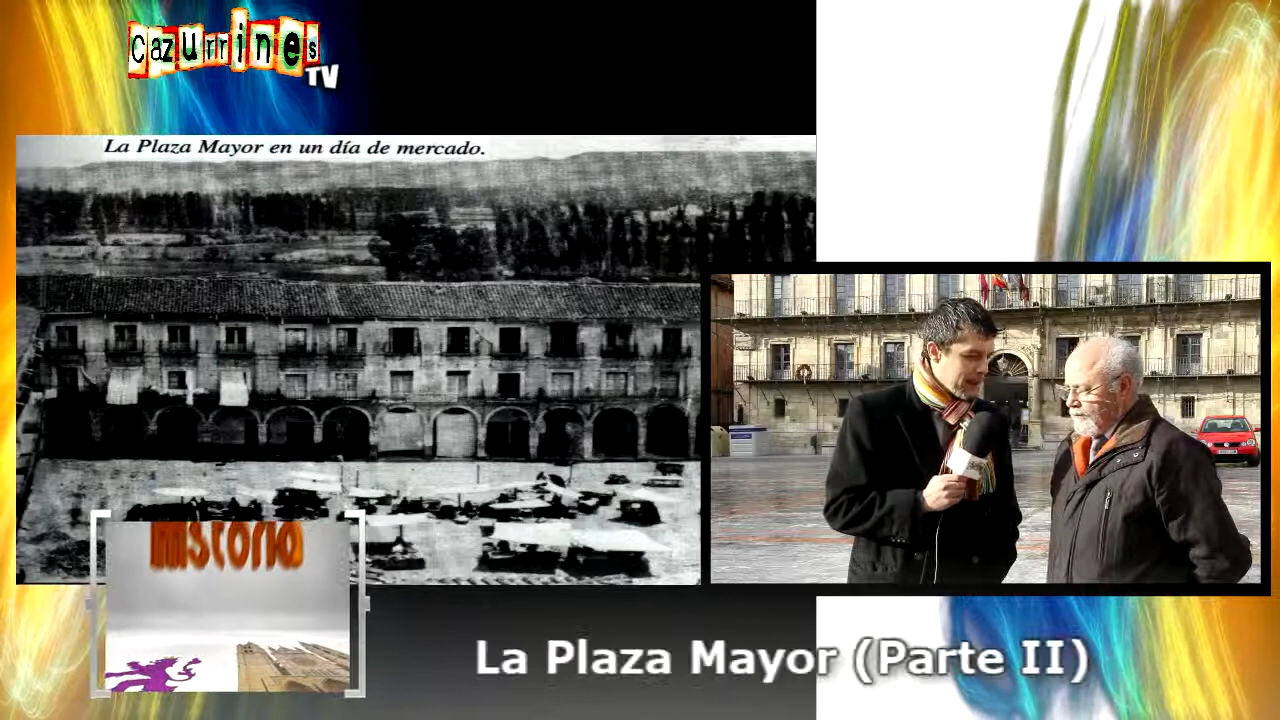 cazurrines
TV
La Plaza Mayor en un día de mercado.
HISTORIA
La Plaza Mayor (Parte II)